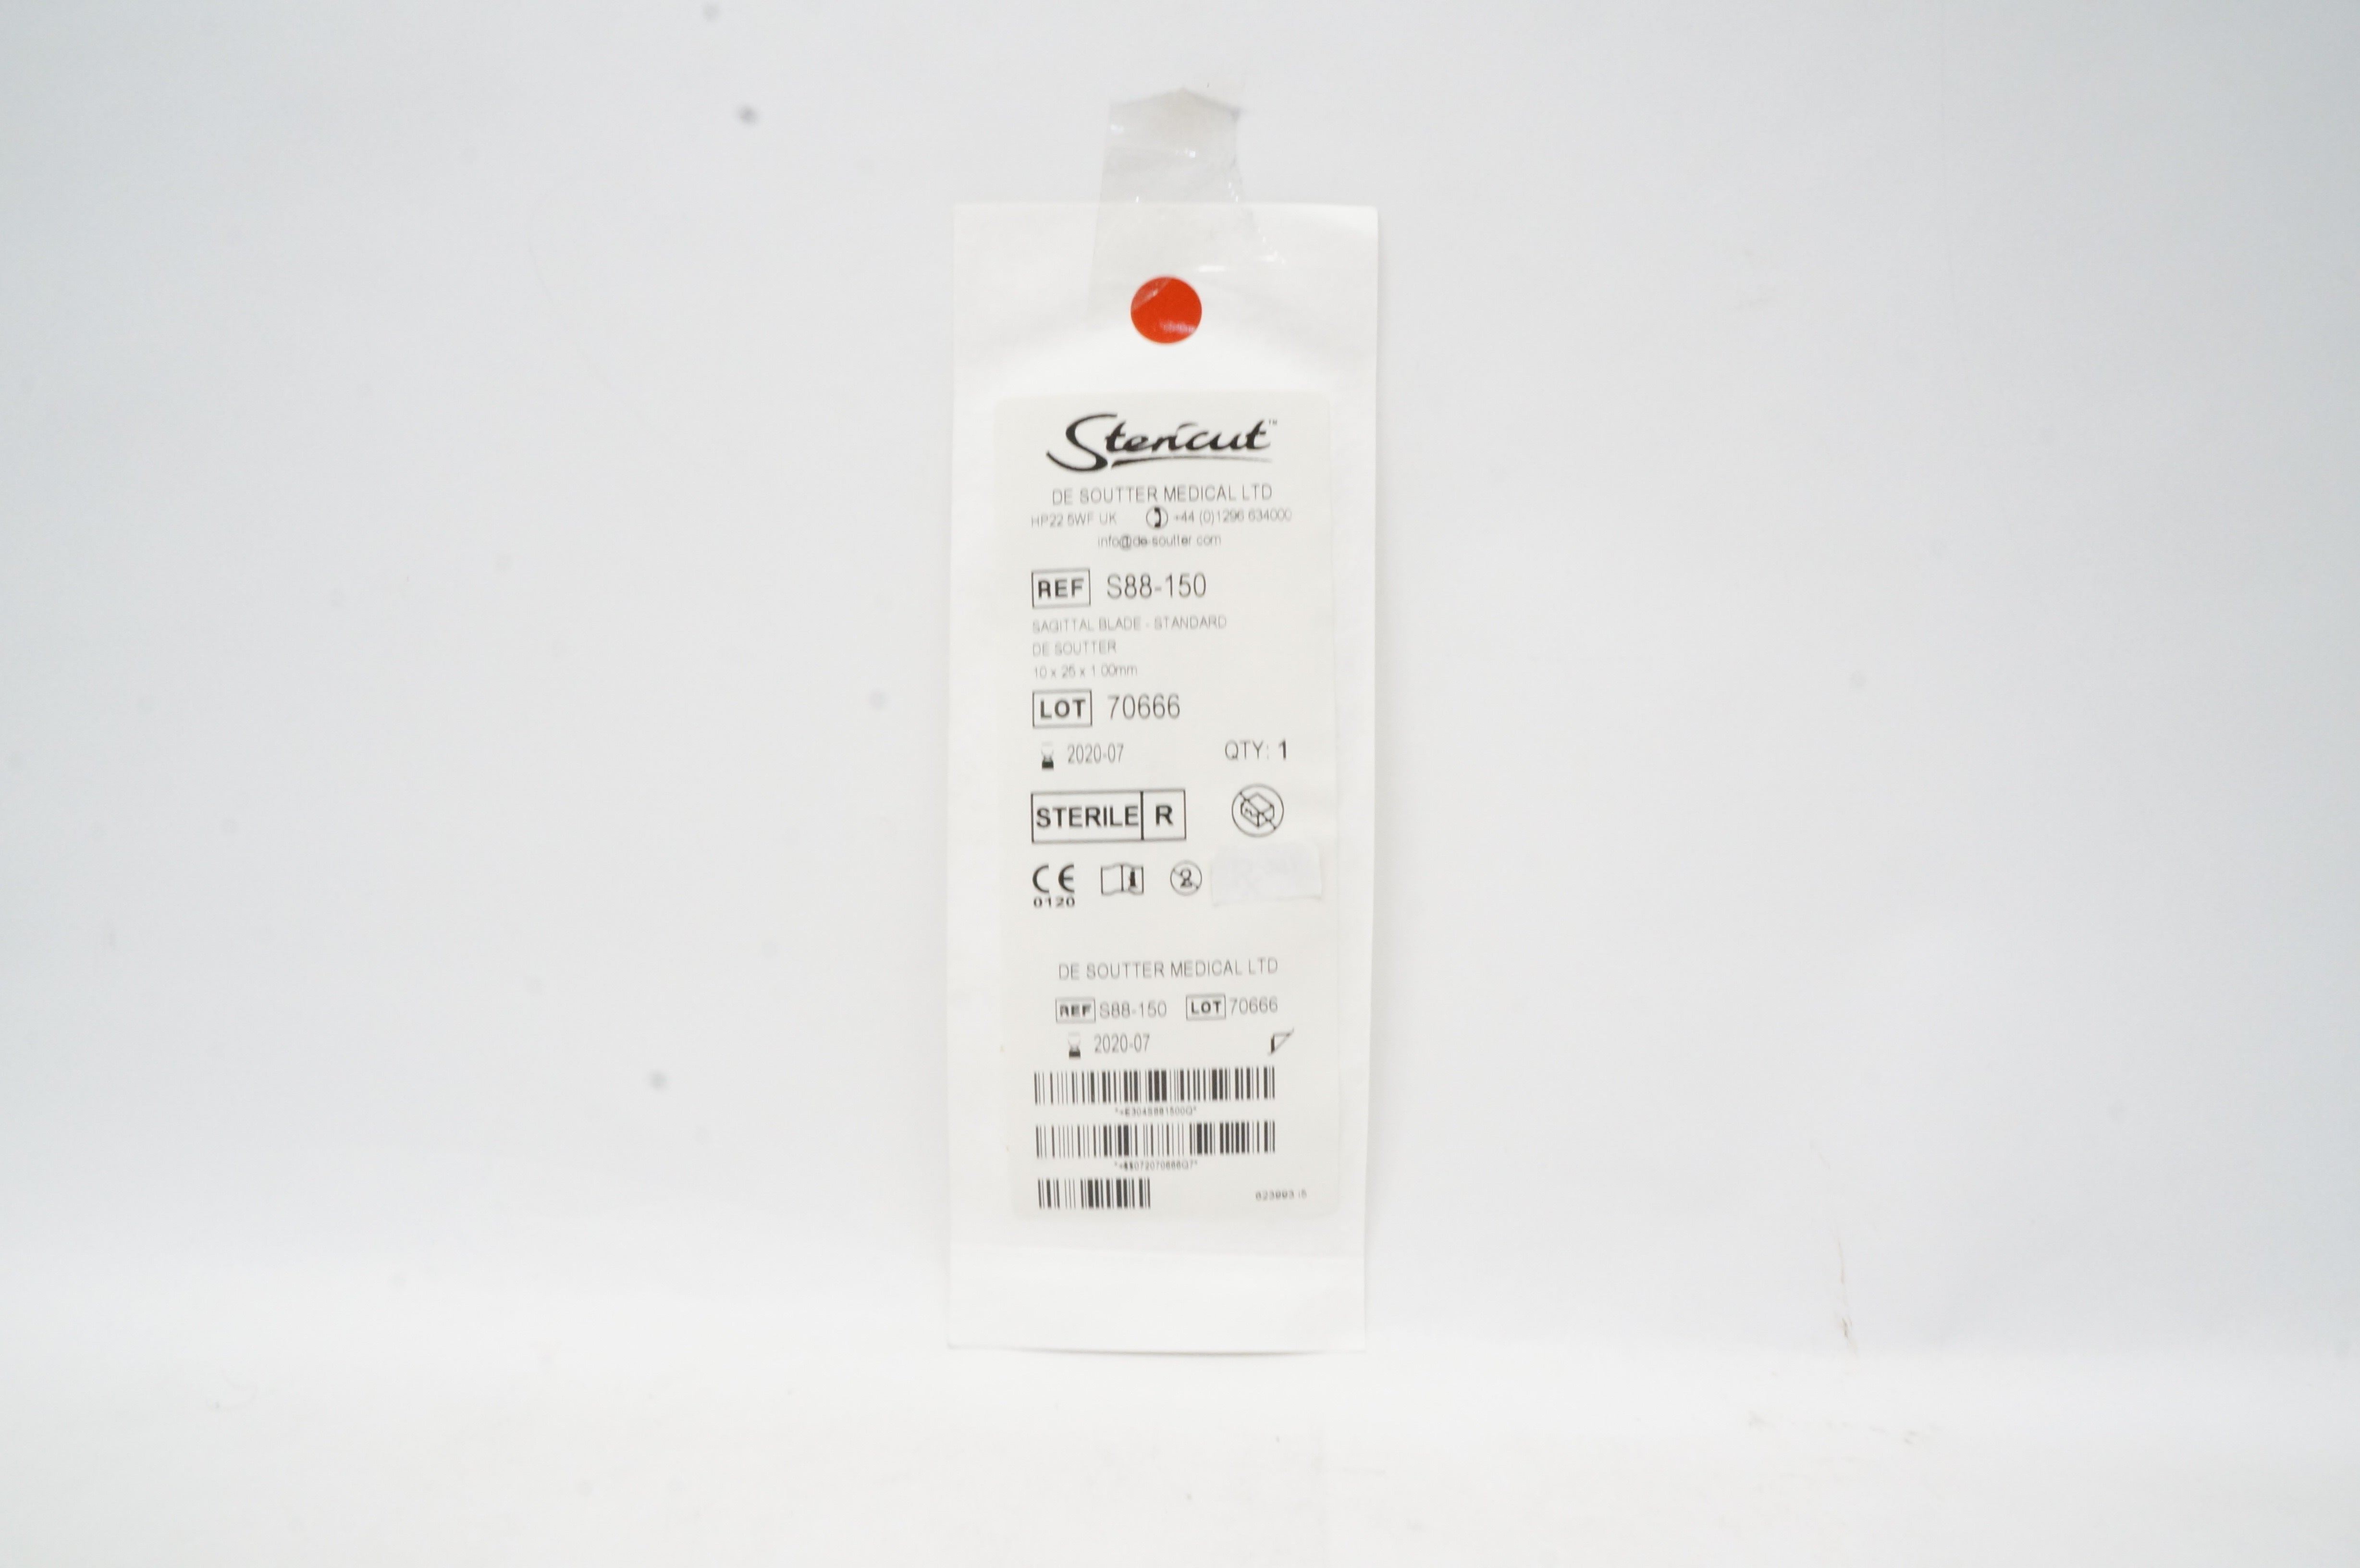 Stericut™
DE SOUTTER MEDICAL LTD
HP22 5WF UK +44 (0)1296 634000
info@de-soutter.com
REF S88-150
SAGITTAL BLADE - STANDARD
DE SOUTTER
10 x 25 x 1.00mm
LOT 70666
2020-07 QTY: 1
STERILE R
CE 2
0120
DE SOUTTER MEDICAL LTD
REF S88-150 LOT 70666
2020-07